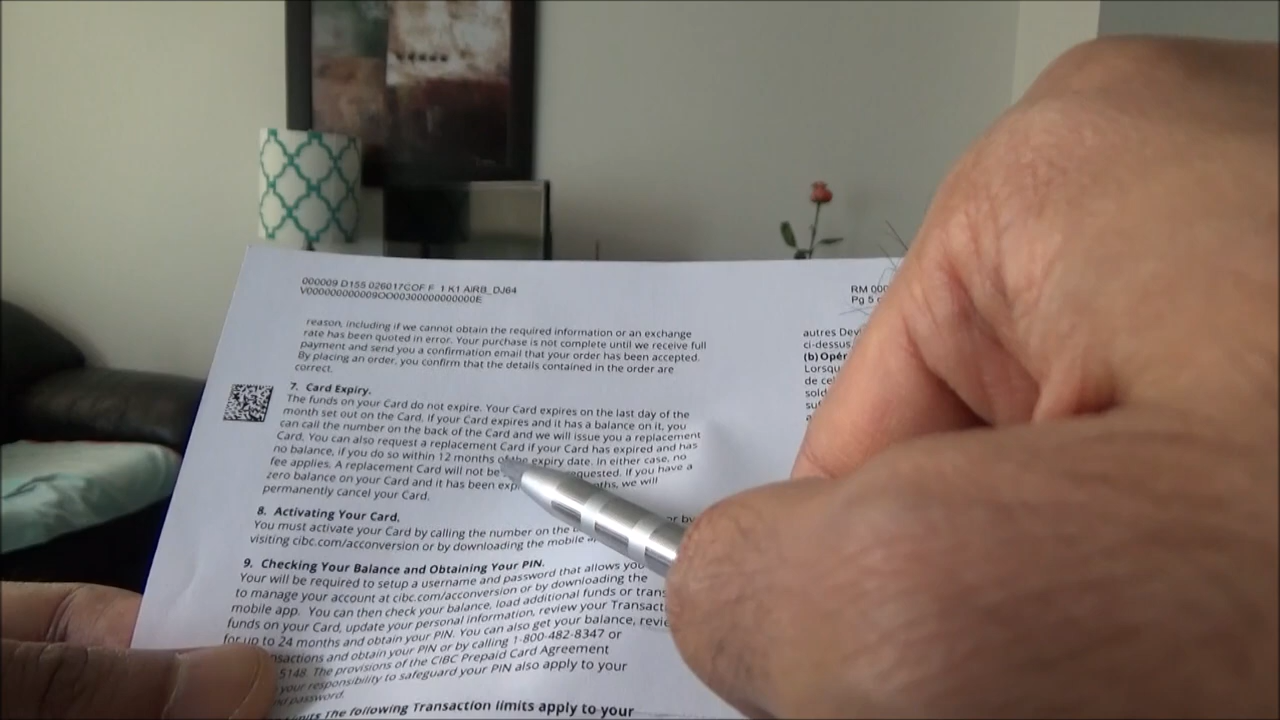 000009 D155 026017COF F 1 K1 AIRB_DJ64
V000000000009OO00300000000000E
RM 000
Pg 5
reason, including if we cannot obtain the required information or an exchange
rate has been quoted in error. Your purchase is not complete until we receive full
payment and send you a confirmation email that your order has been accepted.
By placing an order, you confirm that the details contained in the order are
correct.
7. Card Expiry.
The funds on your Card do not expire. Your Card expires on the last day of the
month set out on the Card. If your Card expires and it has a balance on it, you
can call the number on the back of the Card and we will issue you a replacement
Card. You can also request a replacement Card if your Card has expired and has
no balance, if you do so within 12 months of the expiry date. In either case, no
fee applies. A replacement Card will not be requested. If you have a
zero balance on your Card and it has been we will
permanently cancel your Card.
8. Activating Your Card.
You must activate your Card by calling the number on the or by
visiting cibc.com/acconversion or by downloading the mobile
9. Checking Your Balance and Obtaining Your PIN.
Your will be required to setup a username and password that allows you
to manage your account at cibc.com/acconversion or by downloading the
mobile app. You can then check your balance, load additional funds or
funds on your Card, update your personal information, review your
for up to 24 months and obtain your PIN. You can also get your balance,
and obtain your PIN or by calling 1-800-482-8347 or
5148. The provisions of the CIBC Prepaid Card Agreement
your responsibility to safeguard your PIN also apply to your
password.
The following Transaction limits apply to your
autres
ci-dessus
(b) Opér
Lorsqu
de cel
sold